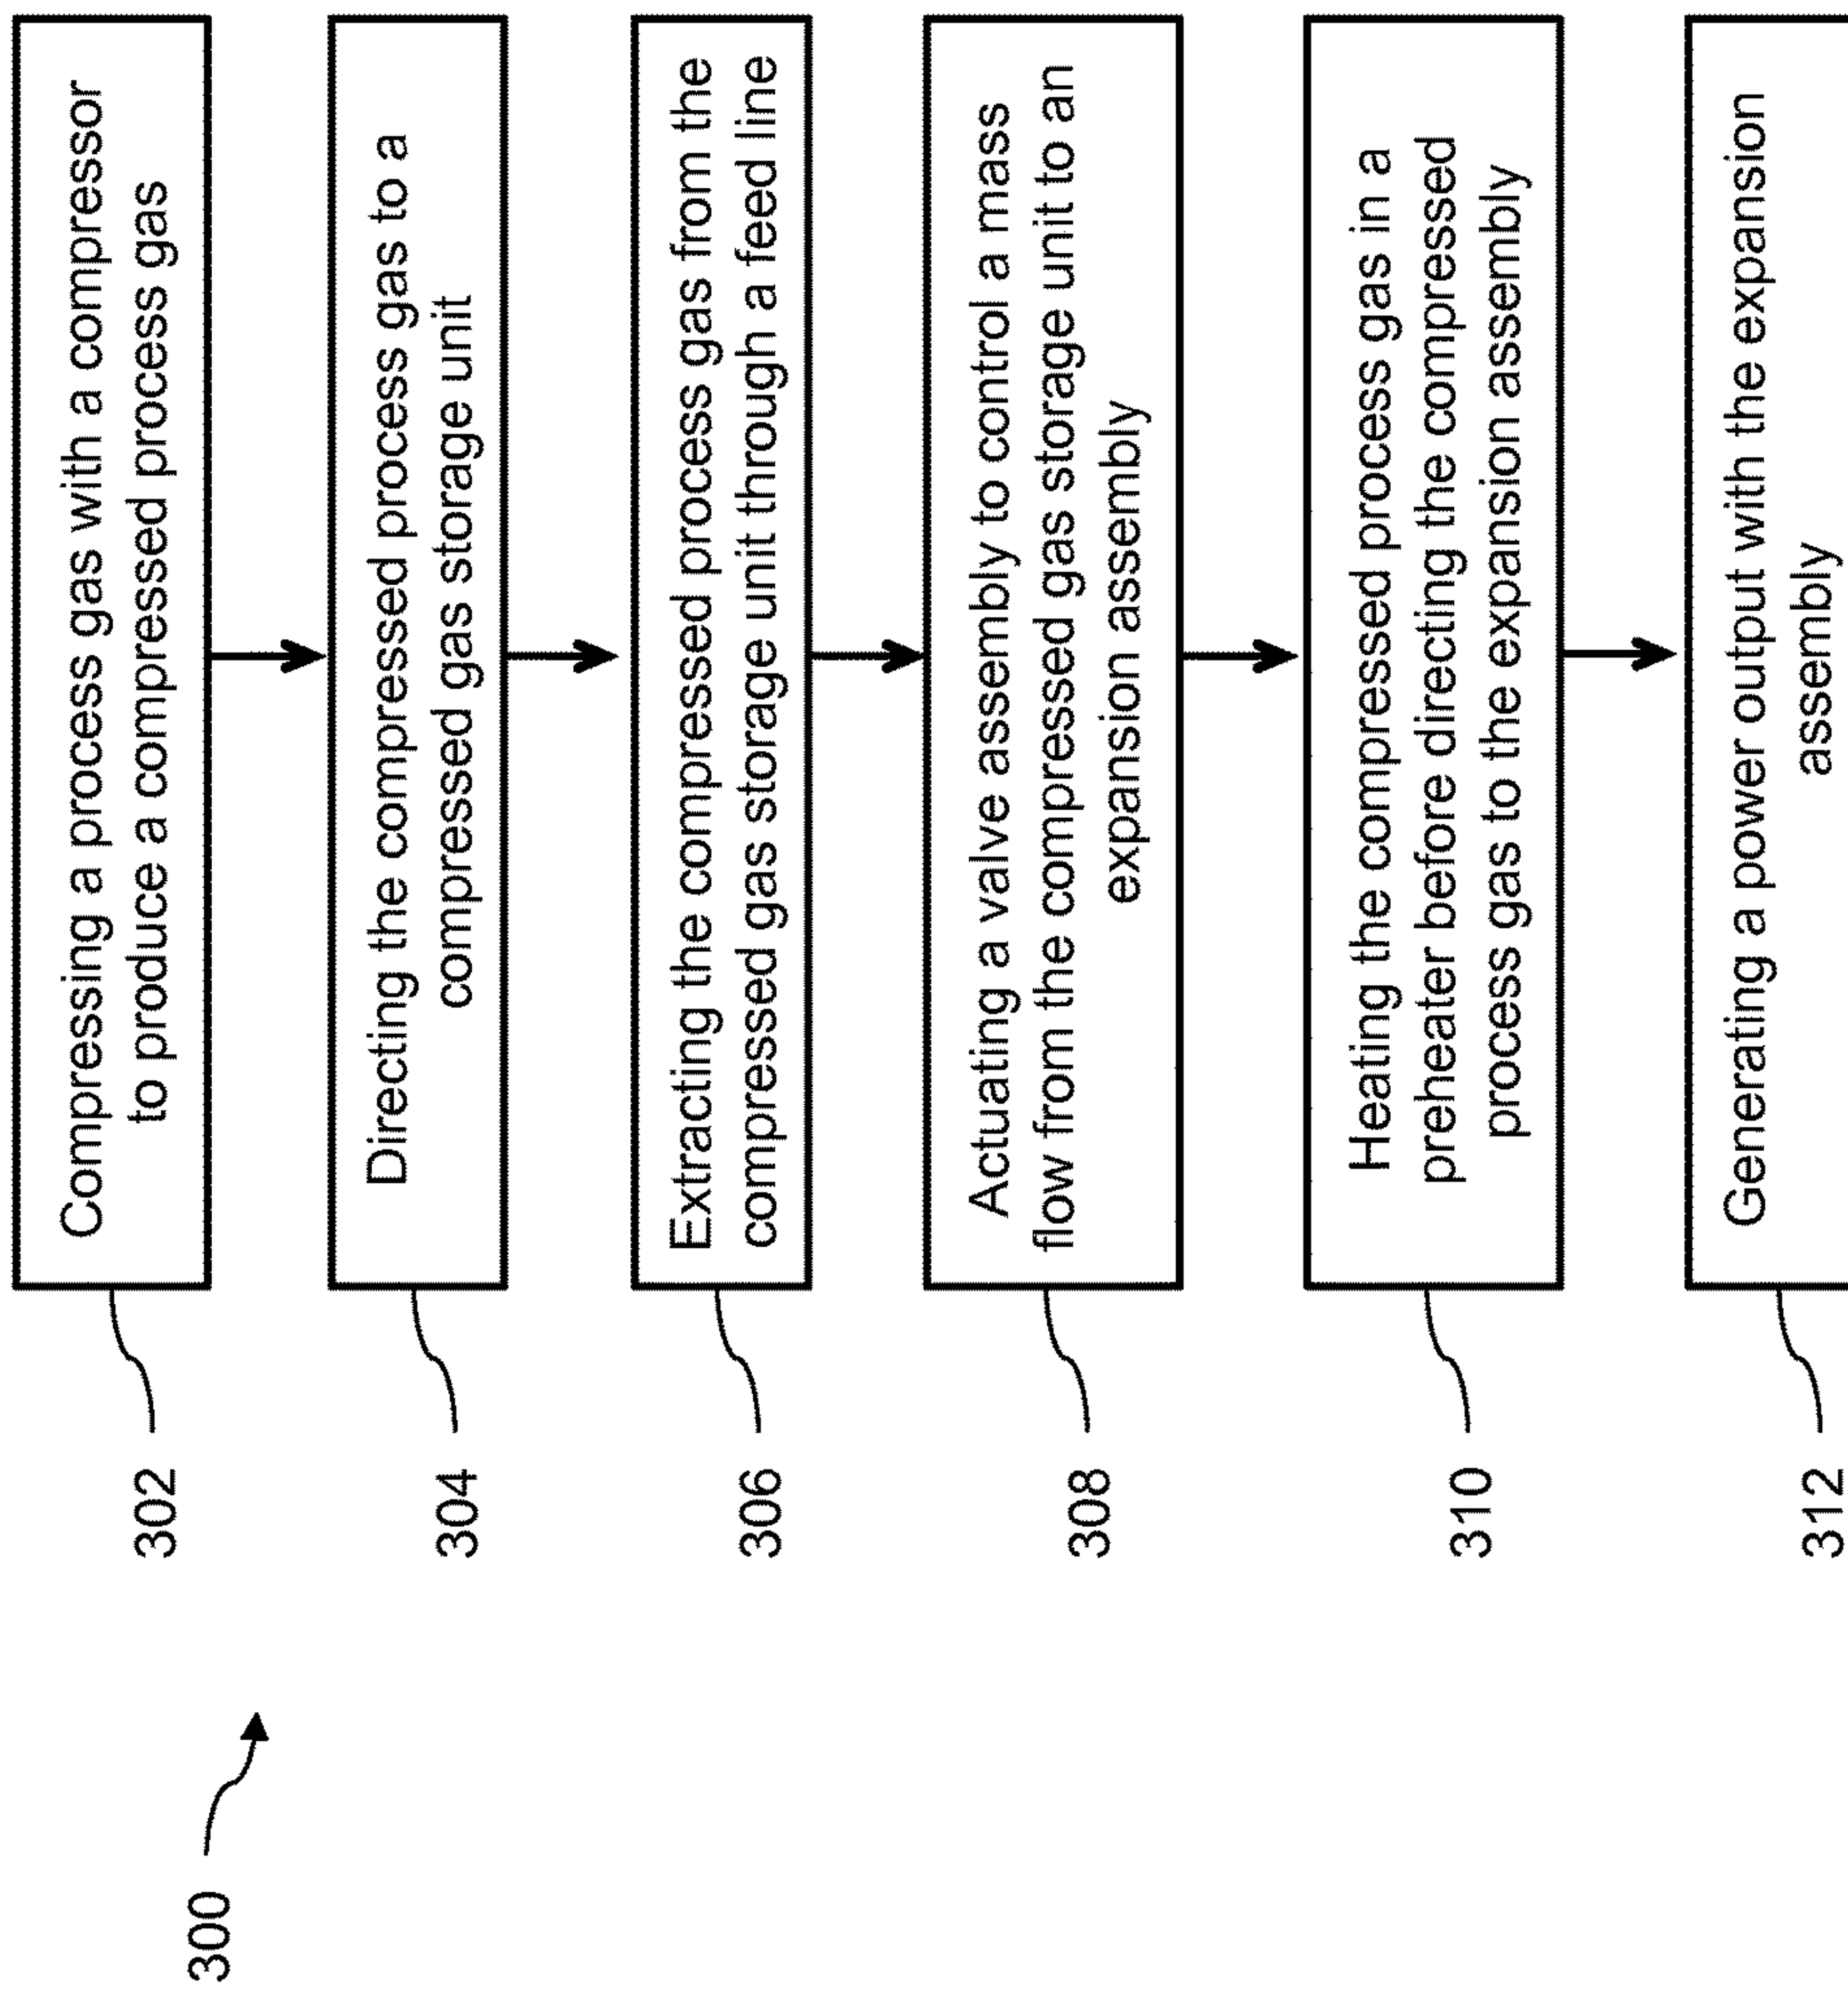 300
302
Compressing a process gas with a compressor
to produce a compressed process gas
304
Directing the compressed process gas to a
compressed gas storage unit
306
Extracting the compressed process gas from the
compressed gas storage unit through a feed line
308
Actuating a valve assembly to control a mass
flow from the compressed gas storage unit to an
expansion assembly
310
Heating the compressed process gas in a
preheater before directing the compressed
process gas to the expansion assembly
312
Generating a power output with the expansion
assembly